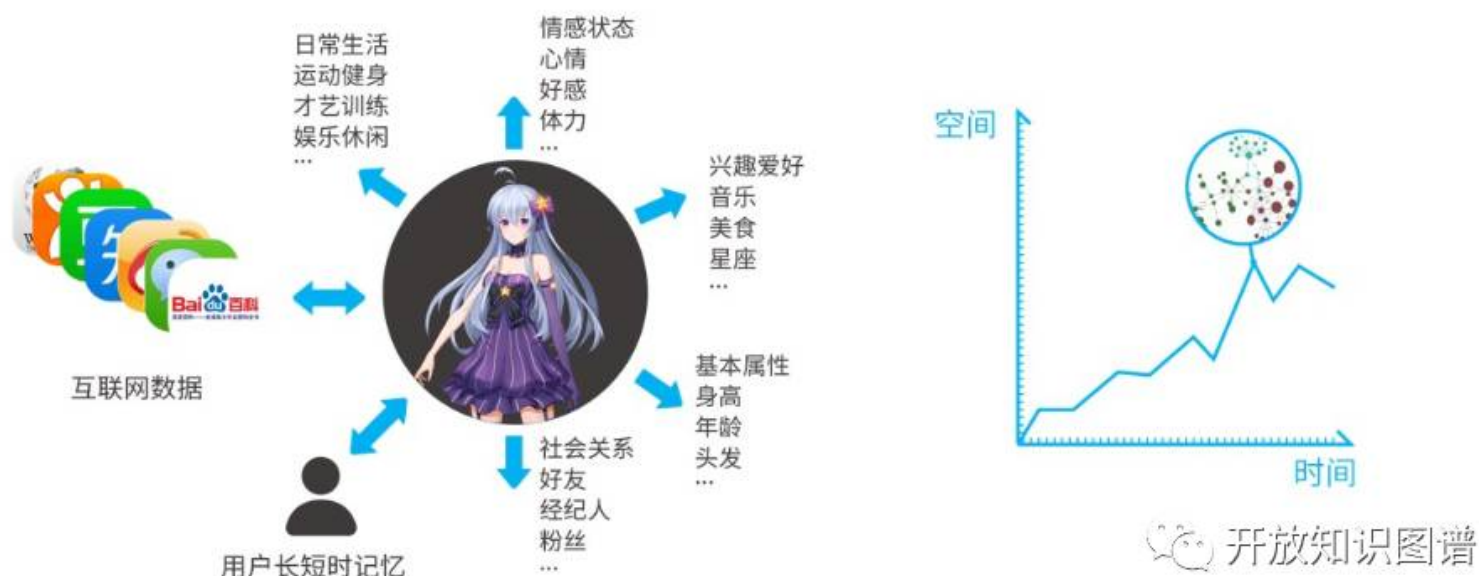 日常生活
运动健身
才艺训练
娱乐休闲
...
情感状态
心情
好感
体力
...
兴趣爱好
音乐
美食
星座
...
基本属性
身高
年龄
头发
...
社会关系
好友
经纪人
粉丝
...
知
Bai du 百科
互联网数据
用户长短时记忆
空间
时间
开放知识图谱